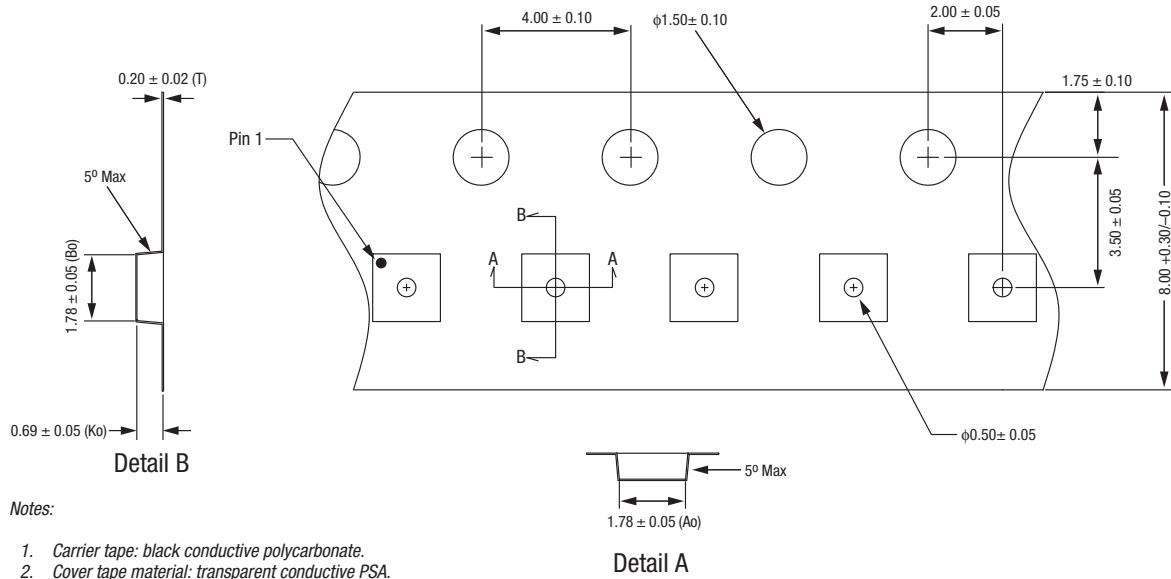 4.00 ± 0.10
ϕ1.50± 0.10
2.00 ± 0.05
0.20 ± 0.02 (T)
1.75 ± 0.10
Pin 1
5º Max
B
A
A
1.78 ± 0.05 (Bo)
3.50 ± 0.05
8.00 +0.30/–0.10
B
0.69 ± 0.05 (Ko)
ϕ0.50± 0.05
Detail B
5º Max
1.78 ± 0.05 (Ao)
Detail A
Notes:
1. Carrier tape: black conductive polycarbonate.
2. Cover tape material: transparent conductive PSA.